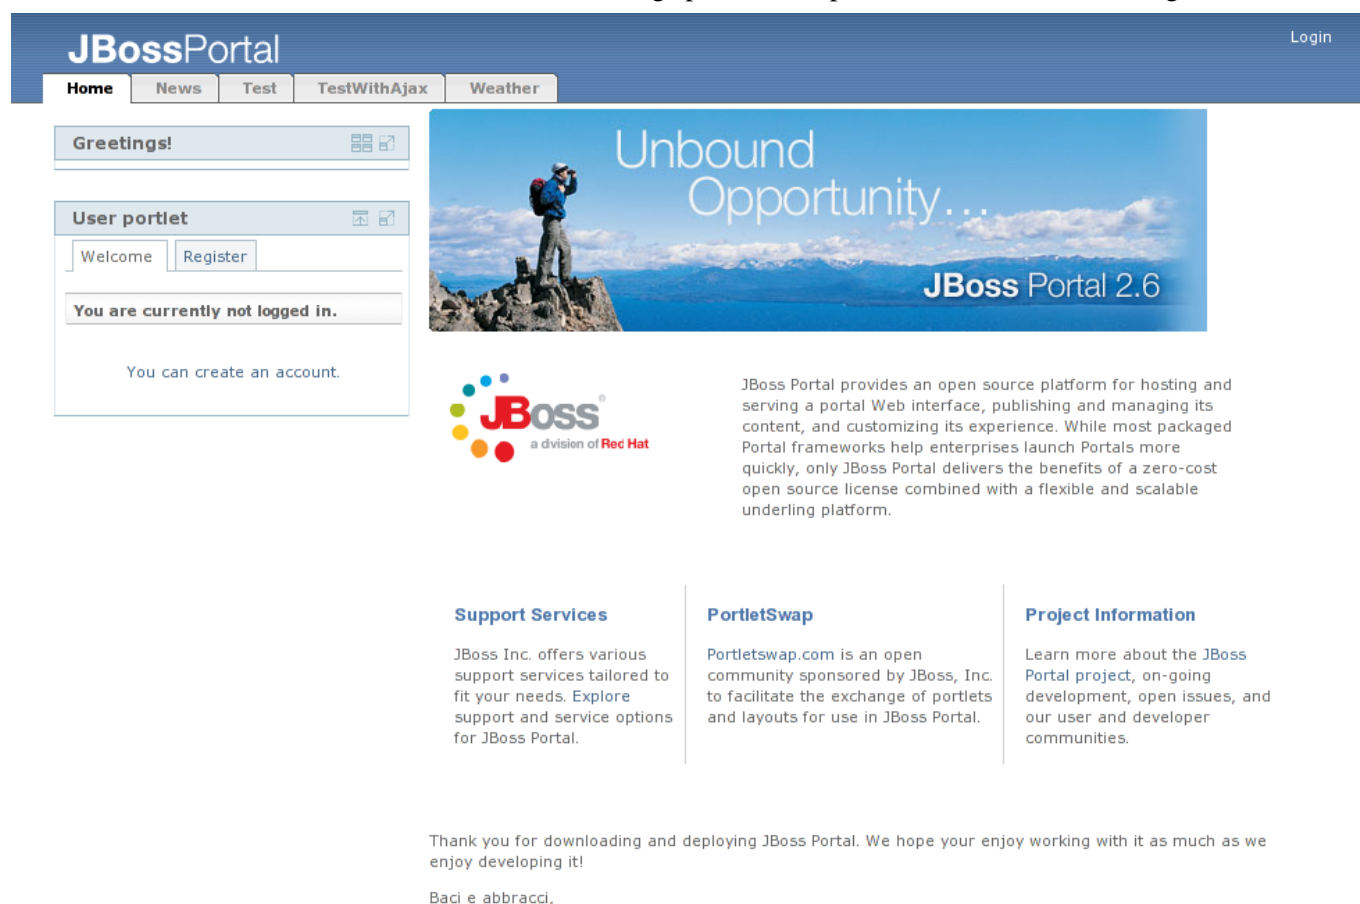 Login
JBossPortal
Home News Test TestWithAjax Weather
Greetings!
User portlet
Welcome Register
You are currently not logged in.
You can create an account.
Unbound
Opportunity...
JBoss Portal 2.6
JBoss®
a division of Red Hat
JBoss Portal provides an open source platform for hosting and
serving a portal Web interface, publishing and managing its
content, and customizing its experience. While most packaged
Portal frameworks help enterprises launch Portals more
quickly, only JBoss Portal delivers the benefits of a zero-cost
open source license combined with a flexible and scalable
underling platform.
Support Services
JBoss Inc. offers various
support services tailored to
fit your needs. Explore
support and service options
for JBoss Portal.
PortletSwap
Portletswap.com is an open
community sponsored by JBoss, Inc.
to facilitate the exchange of portlets
and layouts for use in JBoss Portal.
Project Information
Learn more about the JBoss
Portal project, on-going
development, open issues, and
our user and developer
communities.
Thank you for downloading and deploying JBoss Portal. We hope your enjoy working with it as much as we
enjoy developing it!
Baci e abbracci,